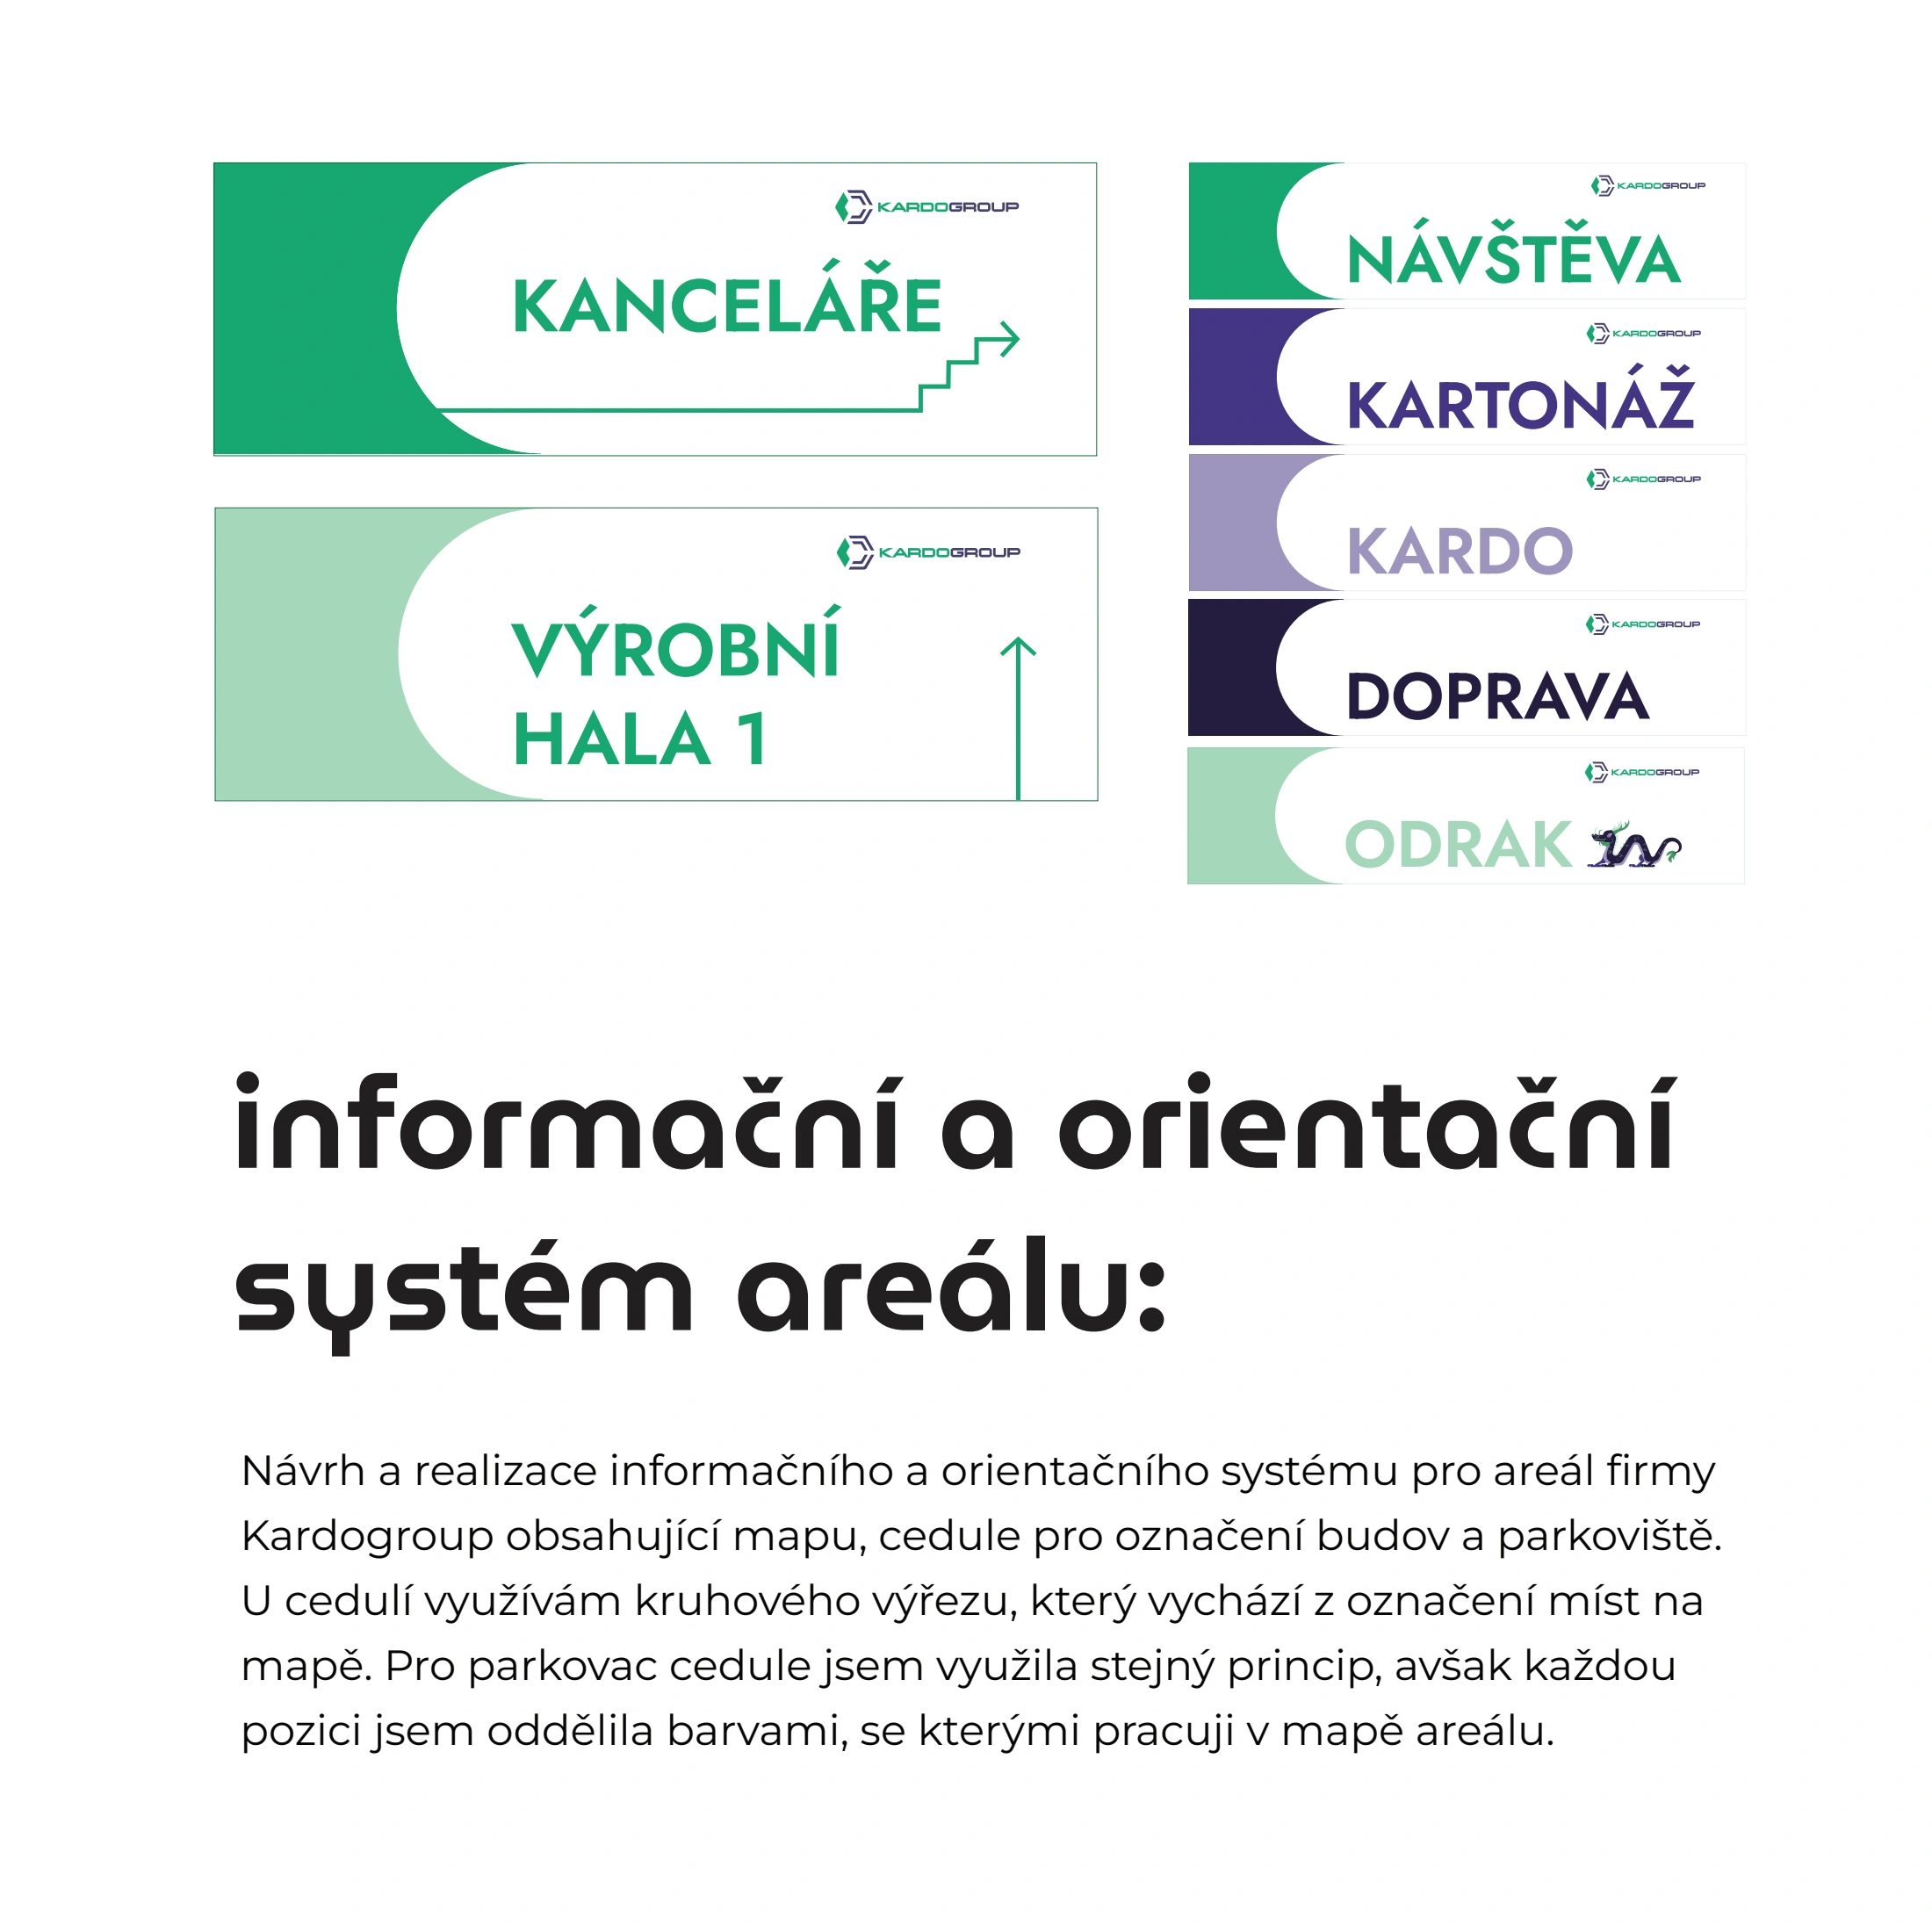 KARDOGROUP
KANCELÁŘE
KARDOGROUP
VÝROBNÍ
HALA 1
KARDOGROUP
NÁVŠTĚVA
KARDOGROUP
KARTONÁŽ
KARDOGROUP
KARDO
KARDOGROUP
DOPRAVA
KARDOGROUP
ODRAK
informační a orientační
systém areálu:
Návrh a realizace informačního a orientačního systému pro areál firmy
Kardogroup obsahující mapu, cedule pro označení budov a parkoviště.
U cedulí využívám kruhového výřezu, který vychází z označení míst na
mapě. Pro parkovac cedule jsem využila stejný princip, avšak každou
pozici jsem oddělila barvami, se kterými pracuji v mapě areálu.